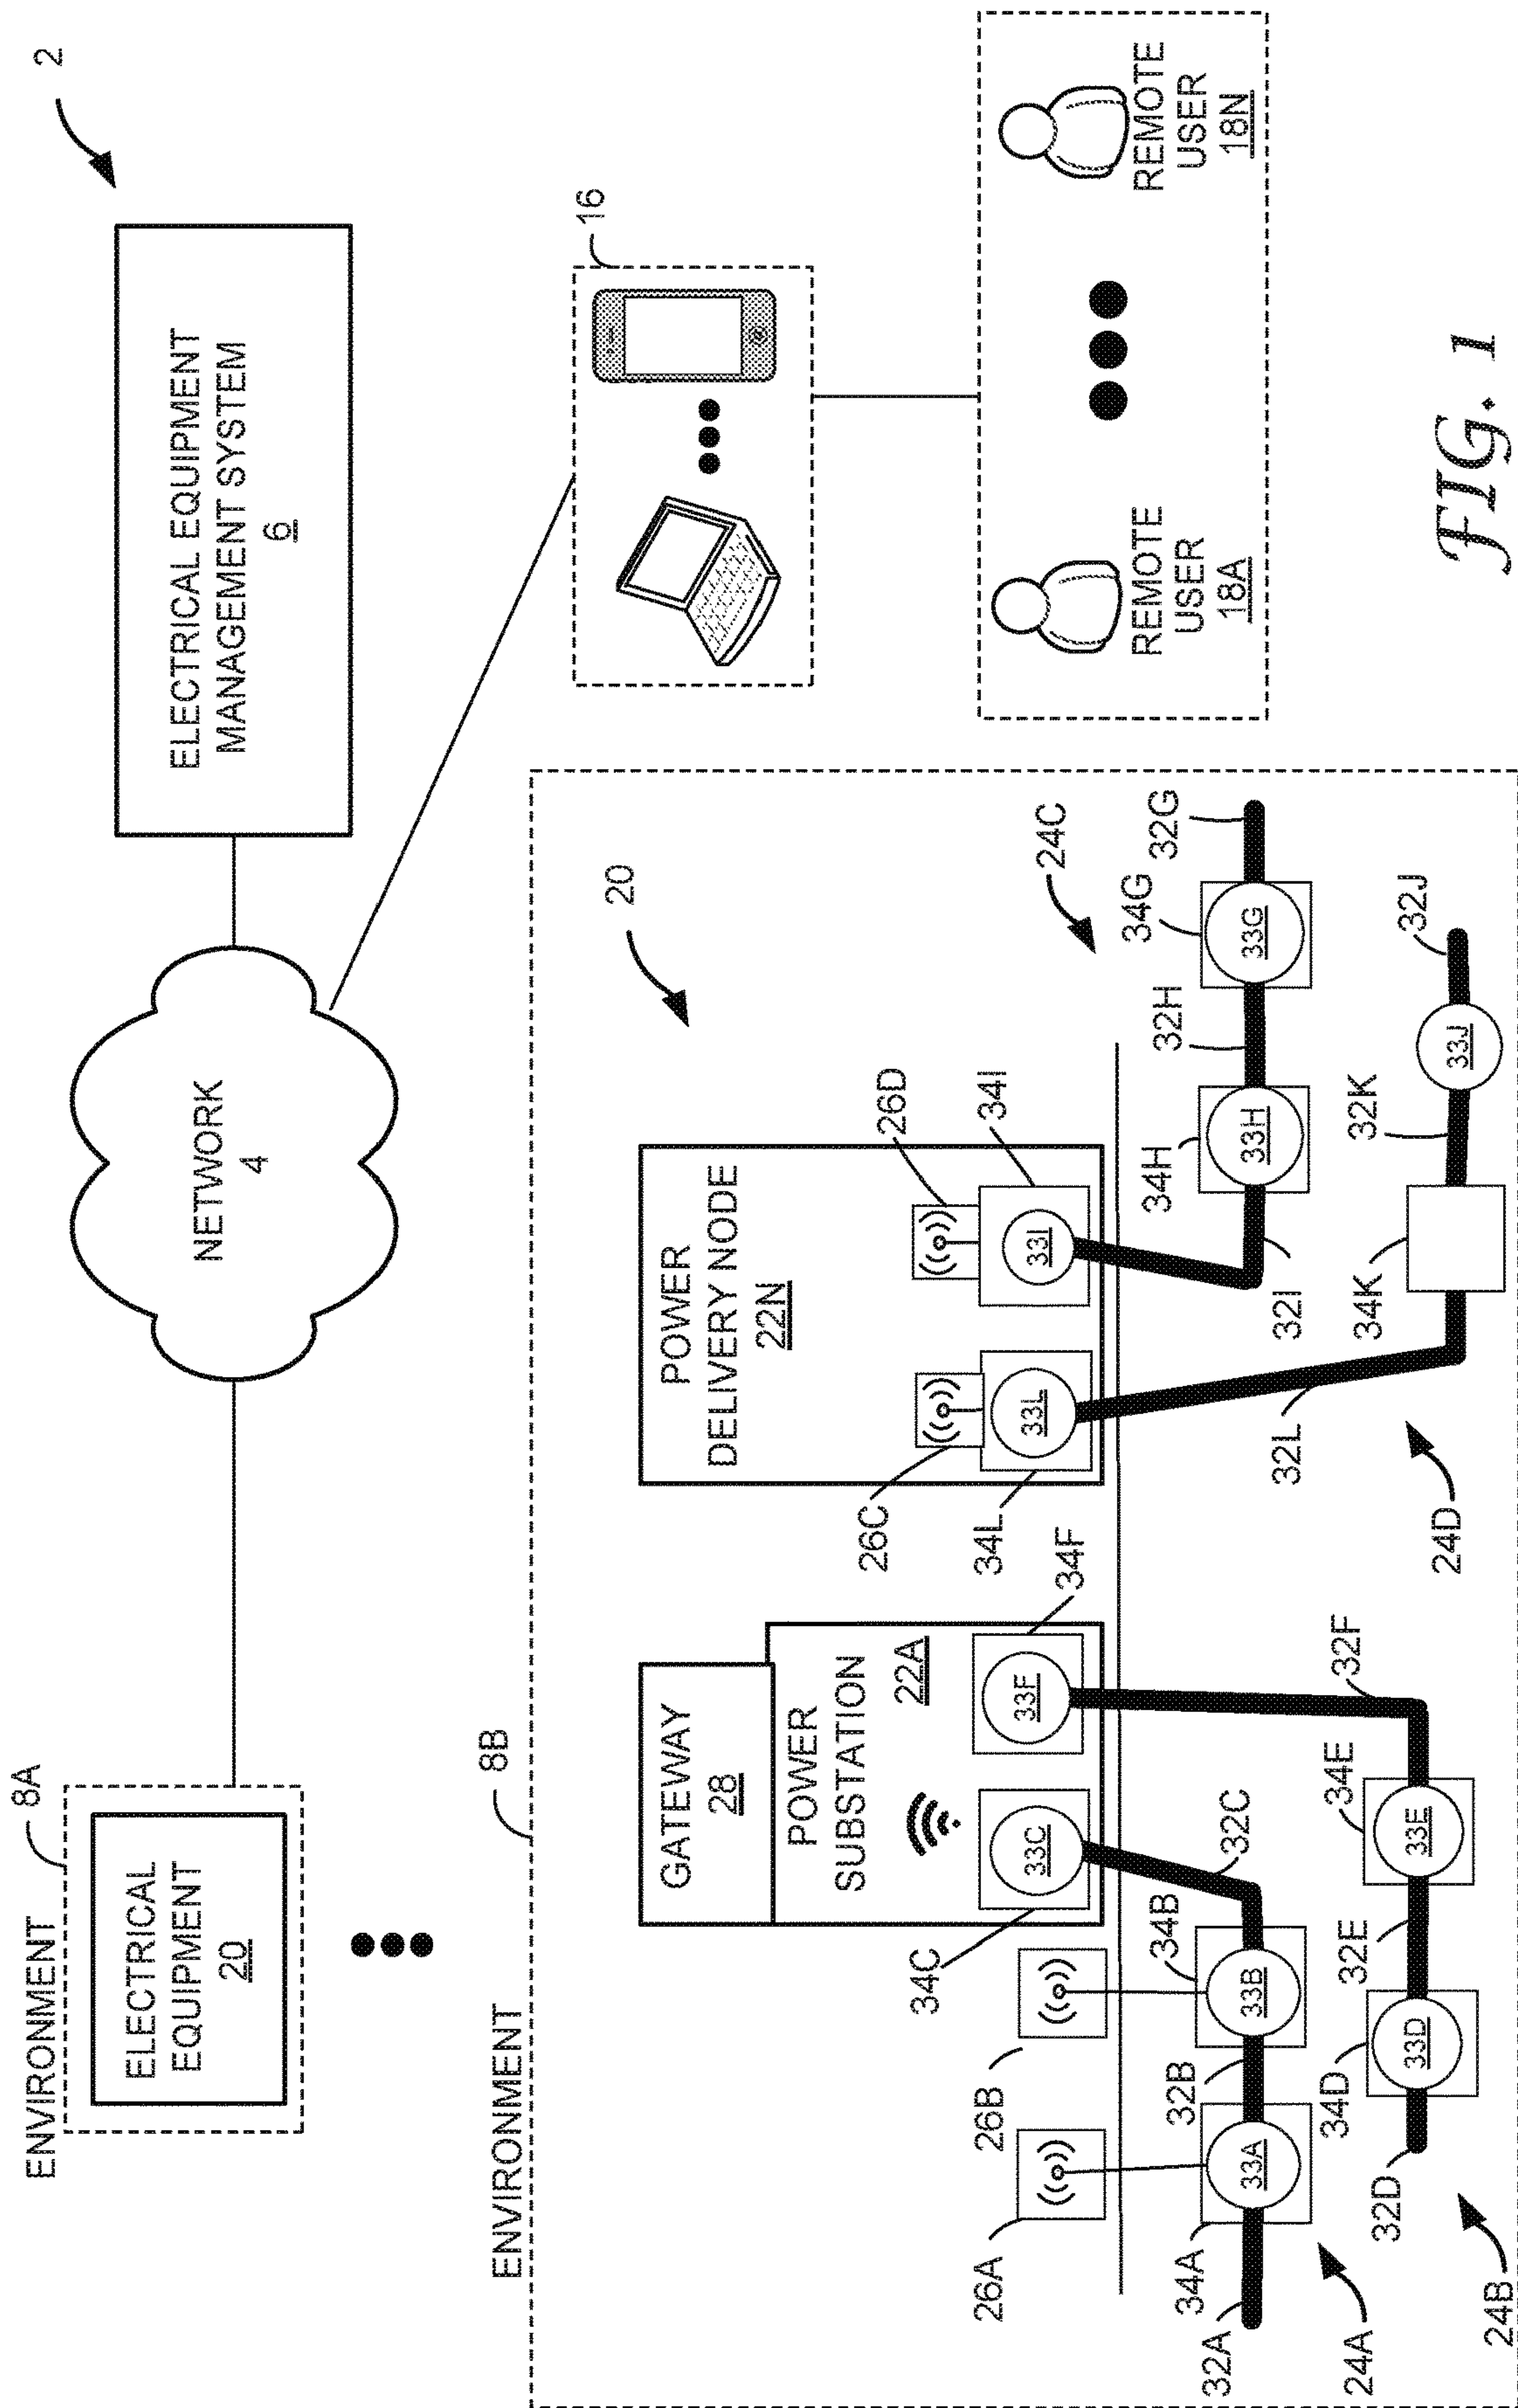 2
ELECTRICAL EQUIPMENT
MANAGEMENT SYSTEM
6
NETWORK
4
ENVIRONMENT
8A
ELECTRICAL
EQUIPMENT
20
16
REMOTE
USER
18A
REMOTE
USER
18N
ENVIRONMENT
8B
20
GATEWAY
28
POWER
SUBSTATION
22A
POWER
DELIVERY NODE
22N
26A
26B
26C
26D
34C
33C
34F
33F
34L
33L
34I
33I
32A
34A
33A
32B
34B
33B
32C
24A
32D
34D
33D
32E
34E
33E
32F
24B
32I
34H
33H
32H
34G
33G
32G
24C
32L
34K
32K
33J
32J
24D
FIG. 1